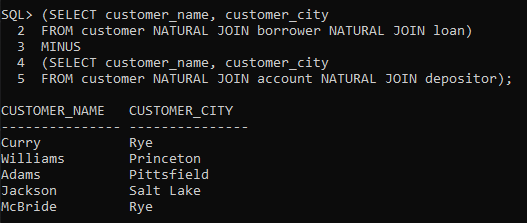 SQL> (SELECT customer_name, customer_city
2 FROM customer NATURAL JOIN borrower NATURAL JOIN loan)
3 MINUS
4 (SELECT customer_name, customer_city
5 FROM customer NATURAL JOIN account NATURAL JOIN depositor);
CUSTOMER_NAME CUSTOMER_CITY
--------------- ---------------
Curry Rye
Williams Princeton
Adams Pittsfield
Jackson Salt Lake
McBride Rye